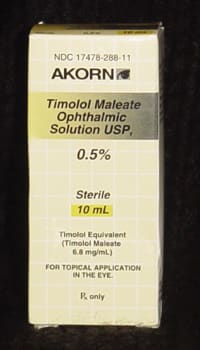 NDC 17478-288-11
AKORN
Timolol Maleate
Ophthalmic
Solution USP,
0.5%
Sterile
10 mL
Timolol Equivalent
(Timolol Maleate
6.8 mg/mL)
FOR TOPICAL APPLICATION
IN THE EYE.
℞ only